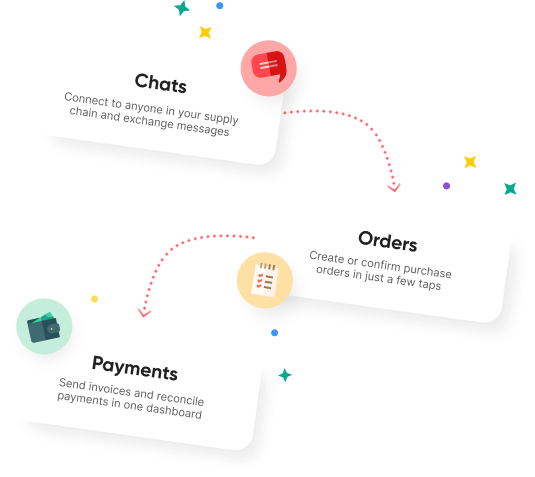 Chats
Connect to anyone in your supply
chain and exchange messages
Orders
Create or confirm purchase
orders in just a few taps
Payments
Send invoices and reconcile
payments in one dashboard